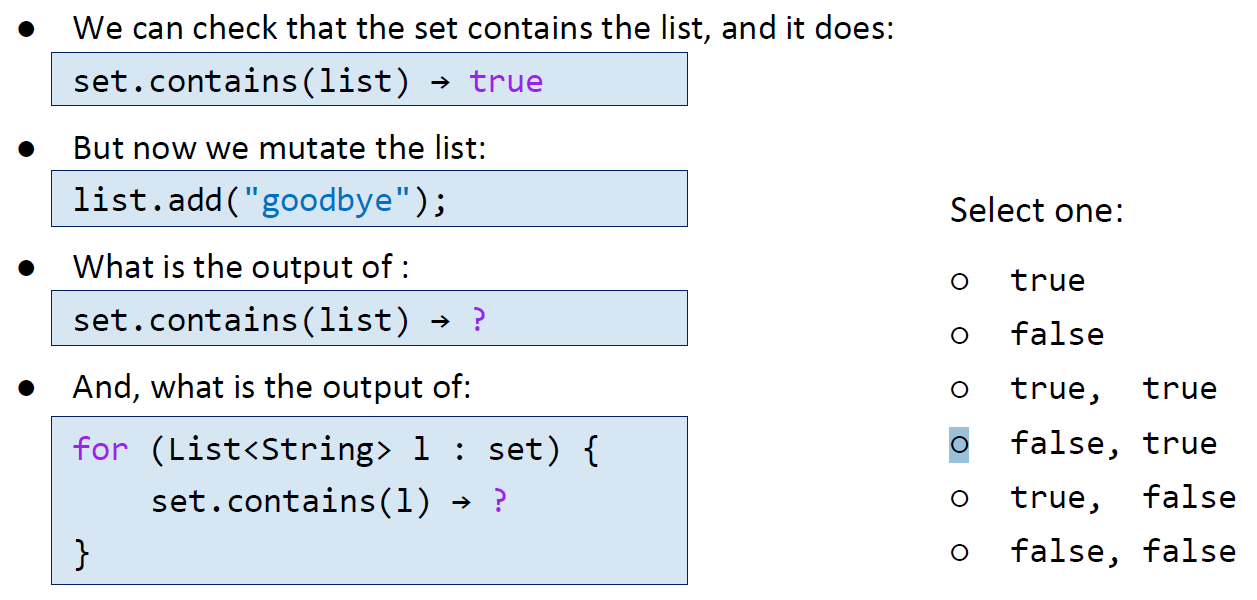 ● We can check that the set contains the list, and it does:
set.contains(list) → true
● But now we mutate the list:
list.add("goodbye");
● What is the output of :
set.contains(list) → ?
● And, what is the output of:
for (List<String> l : set) {
set.contains(l) → ?
}
Select one:
○ true
○ false
○ true, true
○ false, true
○ true, false
○ false, false